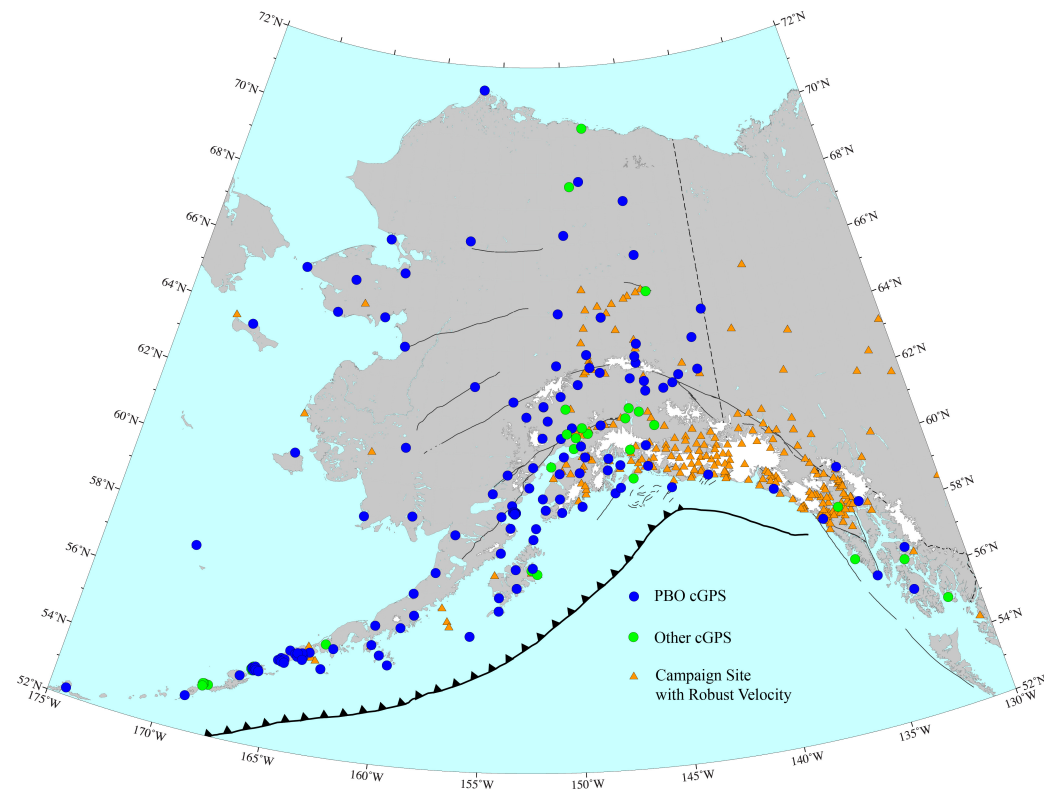 72°N
72°N
70°N
70°N
68°N
68°N
66°N
66°N
64°N
64°N
62°N
62°N
60°N
60°N
58°N
58°N
56°N
56°N
54°N
54°N
PBO cGPS
Other cGPS
Campaign Site
with Robust Velocity
52°N
52°N
175°W
130°W
170°W
135°W
165°W
140°W
160°W
145°W
155°W
150°W